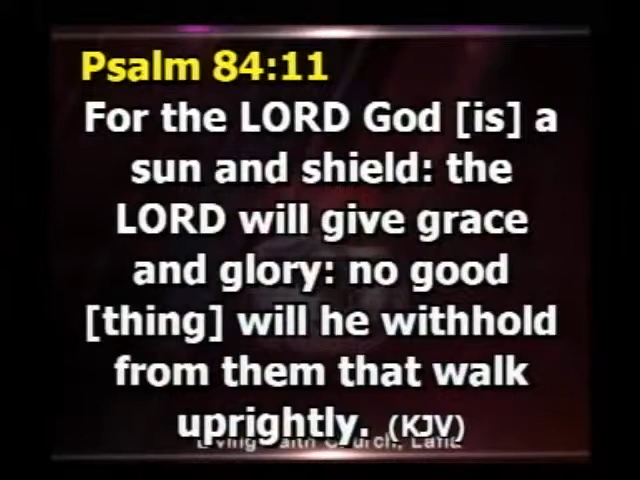 Psalm 84:11
For the LORD God [is] a
sun and shield: the
LORD will give grace
and glory: no good
[thing] will he withhold
from them that walk
uprightly. (KJV)
Church,